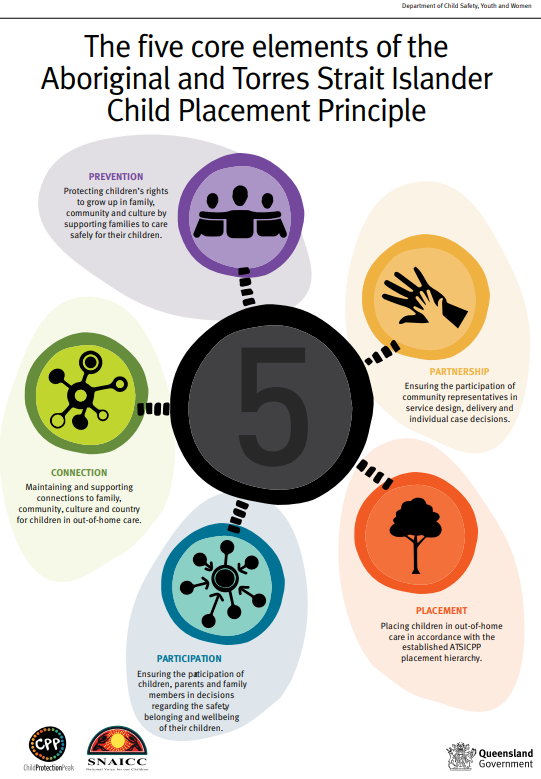 Department of Child Safety, Youth and Women
The five core elements of the
Aboriginal and Torres Strait Islander
Child Placement Principle
PREVENTION
Protecting children's rights
to grow up in family,
community and culture by
supporting families to care
safely for their children.
5
PARTNERSHIP
Ensuring the participation of
community representatives in
service design, delivery and
individual case decisions.
CONNECTION
Maintaining and supporting
connections to family,
community, culture and country
for children in out-of-home care.
PLACEMENT
Placing children in out-of-home
care in accordance with the
established ATSICPP
placement hierarchy.
PARTICIPATION
Ensuring the participation of
children, parents and family
members in decisions
regarding the safety
belonging and wellbeing
of their children.
CPP
ChildProtectionPeak
SNAICC
National Voice for our Children
Queensland
Government